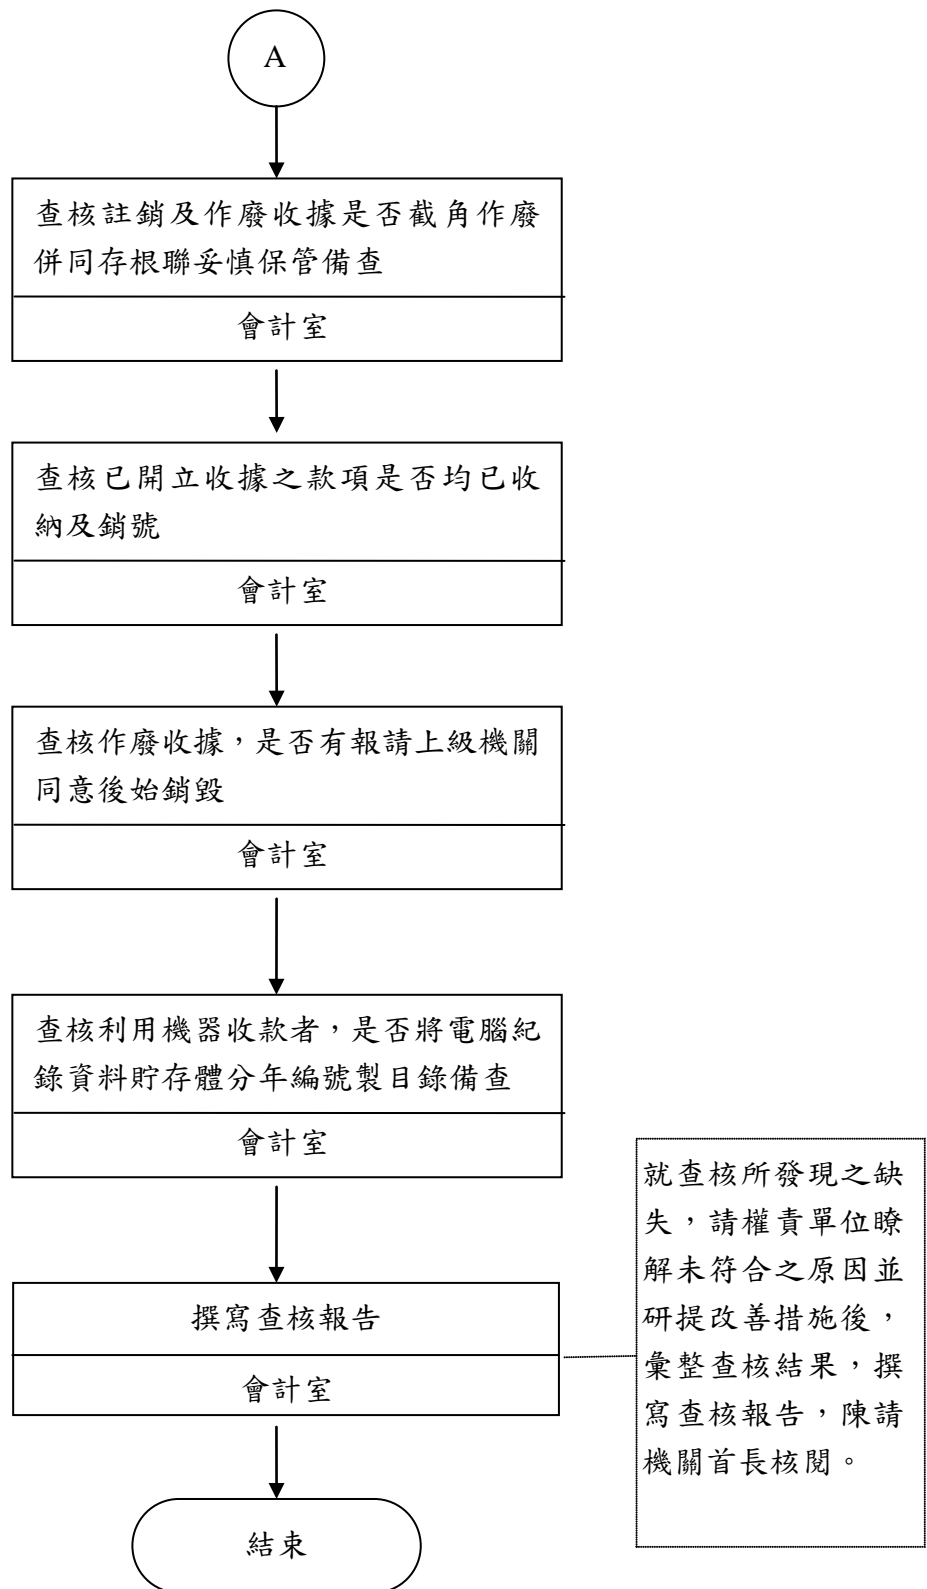 A
查核註銷及作廢收據是否截角作廢
併同存根聯妥慎保管備查
會計室
查核已開立收據之款項是否均已收
納及銷號
會計室
查核作廢收據，是否有報請上級機關
同意後始銷毀
會計室
查核利用機器收款者，是否將電腦紀
錄資料貯存體分年編號製目錄備查
會計室
撰寫查核報告
會計室
就查核所發現之缺
失，請權責單位瞭
解未符合之原因並
研提改善措施後，
彙整查核結果，撰
寫查核報告，陳請
機關首長核閱。
結束